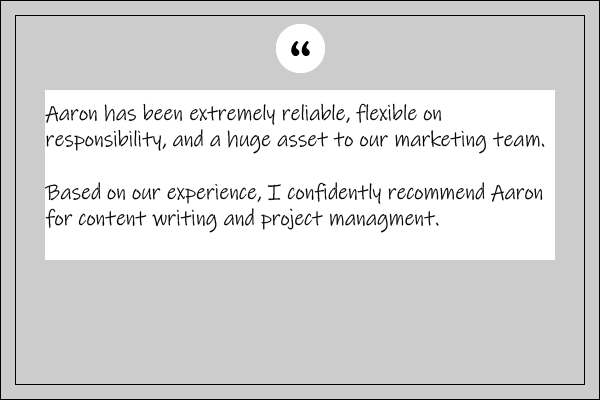 “
Aaron has been extremely reliable, flexible on
responsibility, and a huge asset to our marketing team.
Based on our experience, I confidently recommend Aaron
for content writing and project managment.